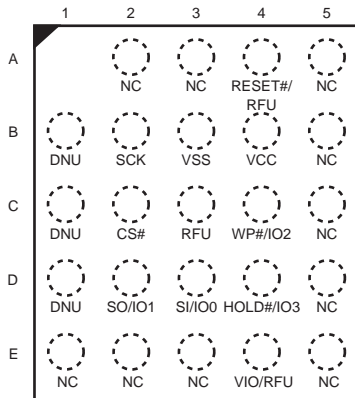 1 2 3 4 5
A
NC NC RESET#/ NC
RFU
B
DNU SCK VSS VCC NC
C
DNU CS# RFU WP#/IO2 NC
D
DNU SO/IO1 SI/IO0 HOLD#/IO3 NC
E
NC NC NC VIO/RFU NC